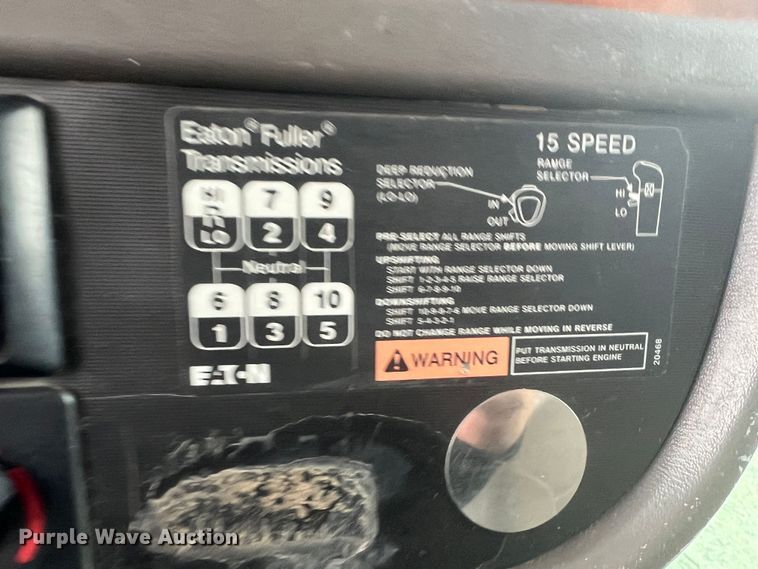 Eaton® Fuller®
Transmissions
HI 7 9
R
LO 2 4
Neutral
6 8 10
1 3 5
EATON
15 SPEED
DEEP REDUCTION
SELECTOR
(LO-LO)
IN
OUT
RANGE
SELECTOR
HI
LO
PRE-SELECT ALL RANGE SHIFTS
(MOVE RANGE SELECTOR BEFORE MOVING SHIFT LEVER)
UPSHIFTING
START WITH RANGE SELECTOR DOWN
SHIFT 1-2-3-4-5 RAISE RANGE SELECTOR
SHIFT 6-7-8-9-10
DOWNSHIFTING
SHIFT 10-9-8-7-6 MOVE RANGE SELECTOR DOWN
SHIFT 5-4-3-2-1
DO NOT CHANGE RANGE WHILE MOVING IN REVERSE
WARNING
PUT TRANSMISSION IN NEUTRAL
BEFORE STARTING ENGINE
20468
Purple Wave Auction